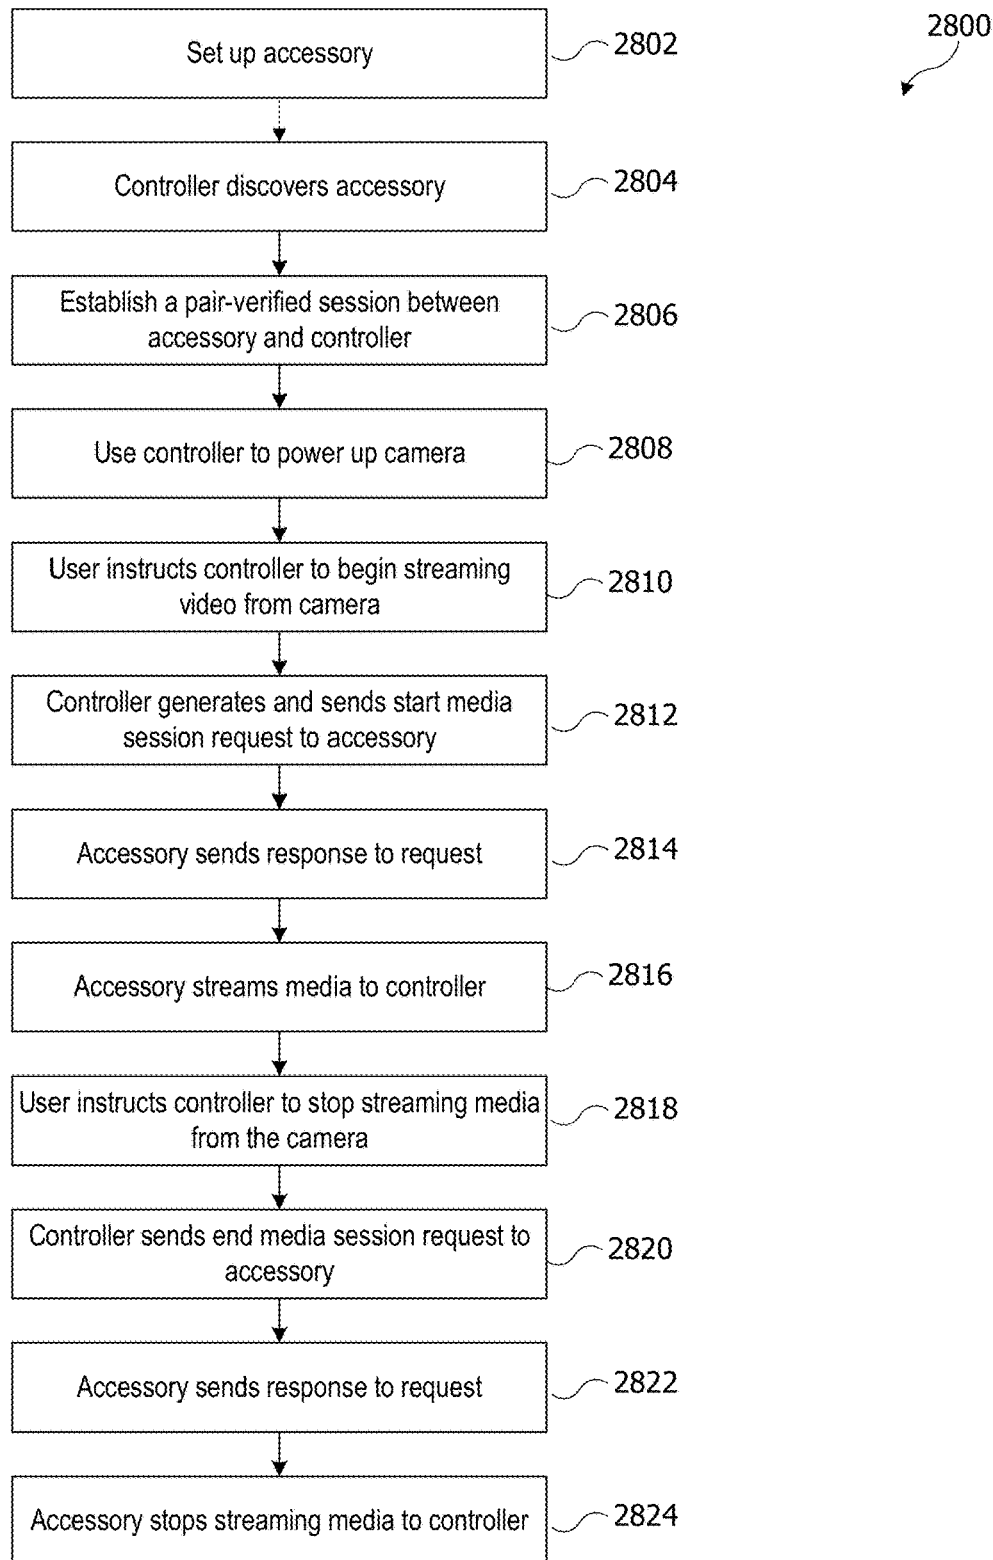 2800
Set up accessory
2802
Controller discovers accessory
2804
Establish a pair-verified session between
accessory and controller
2806
Use controller to power up camera
2808
User instructs controller to begin streaming
video from camera
2810
Controller generates and sends start media
session request to accessory
2812
Accessory sends response to request
2814
Accessory streams media to controller
2816
User instructs controller to stop streaming media
from the camera
2818
Controller sends end media session request to
accessory
2820
Accessory sends response to request
2822
Accessory stops streaming media to controller
2824